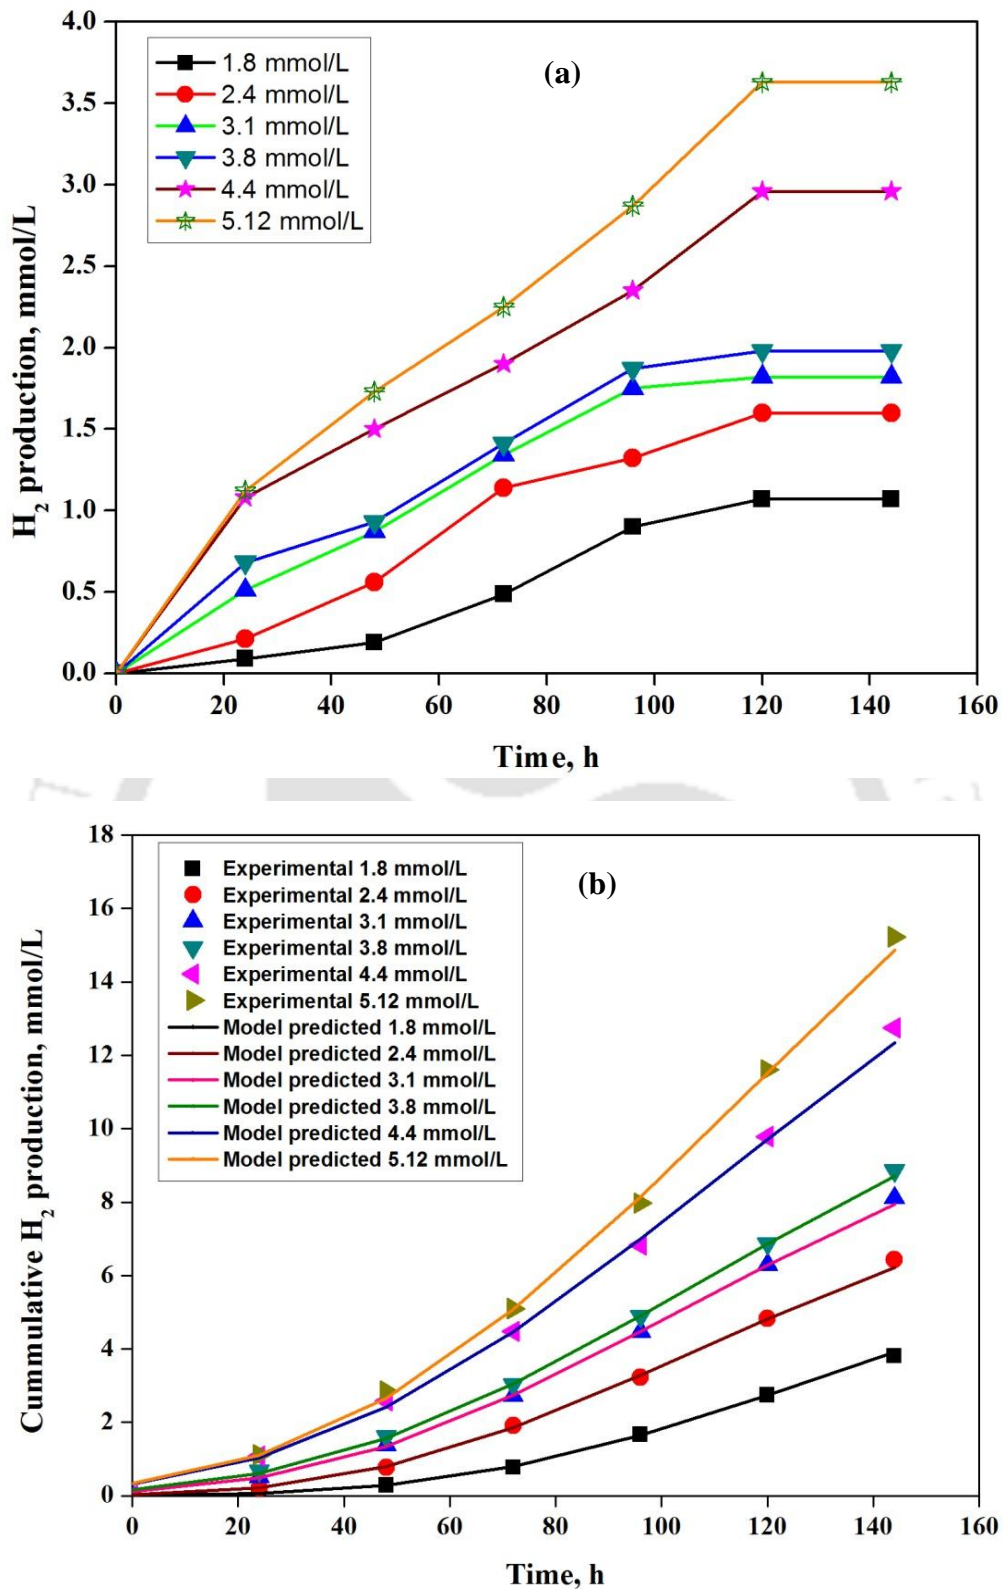 4.0
3.5
3.0
2.5
2.0
1.5
1.0
0.5
0.0
H₂ production, mmol/L
1.8 mmol/L
2.4 mmol/L
3.1 mmol/L
3.8 mmol/L
4.4 mmol/L
5.12 mmol/L
(a)
0 20 40 60 80 100 120 140 160
Time, h
18
16
14
12
10
8
6
4
2
0
Cummulative H₂ production, mmol/L
Experimental 1.8 mmol/L
Experimental 2.4 mmol/L
Experimental 3.1 mmol/L
Experimental 3.8 mmol/L
Experimental 4.4 mmol/L
Experimental 5.12 mmol/L
Model predicted 1.8 mmol/L
Model predicted 2.4 mmol/L
Model predicted 3.1 mmol/L
Model predicted 3.8 mmol/L
Model predicted 4.4 mmol/L
Model predicted 5.12 mmol/L
(b)
0 20 40 60 80 100 120 140 160
Time, h